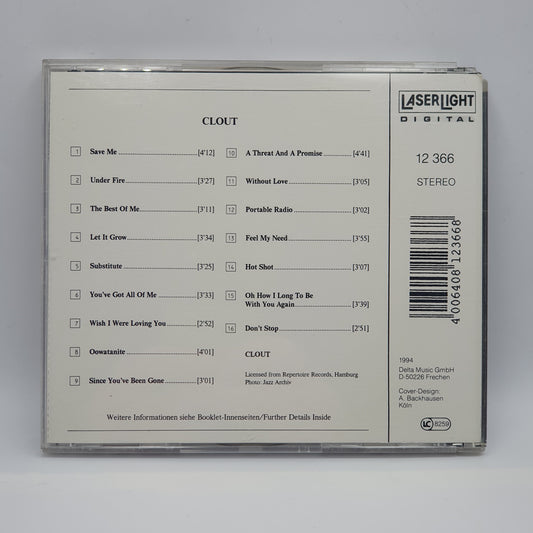 CLOUT
1 Save Me [4'12]
2 Under Fire [3'27]
3 The Best Of Me [3'11]
4 Let It Grow [3'34]
5 Substitute [3'25]
6 You've Got All Of Me [3'33]
7 Wish I Were Loving You [2'52]
8 Oowatanite [4'01]
9 Since You've Been Gone [3'01]
10 A Threat And A Promise [4'41]
11 Without Love [3'05]
12 Portable Radio [3'02]
13 Feel My Need [3'55]
14 Hot Shot [3'07]
15 Oh How I Long To Be
With You Again [3'39]
16 Don't Stop [2'51]
CLOUT
Licensed from Repertoire Records, Hamburg
Photo: Jazz Archiv
Weitere Informationen siehe Booklet-Innenseiten/Further Details Inside
LASERLIGHT
DIGITAL
12 366
STEREO
4 006408 123668
1994
Delta Music GmbH
D-50226 Frechen
Cover-Design:
A. Backhausen
Köln
LC 8259